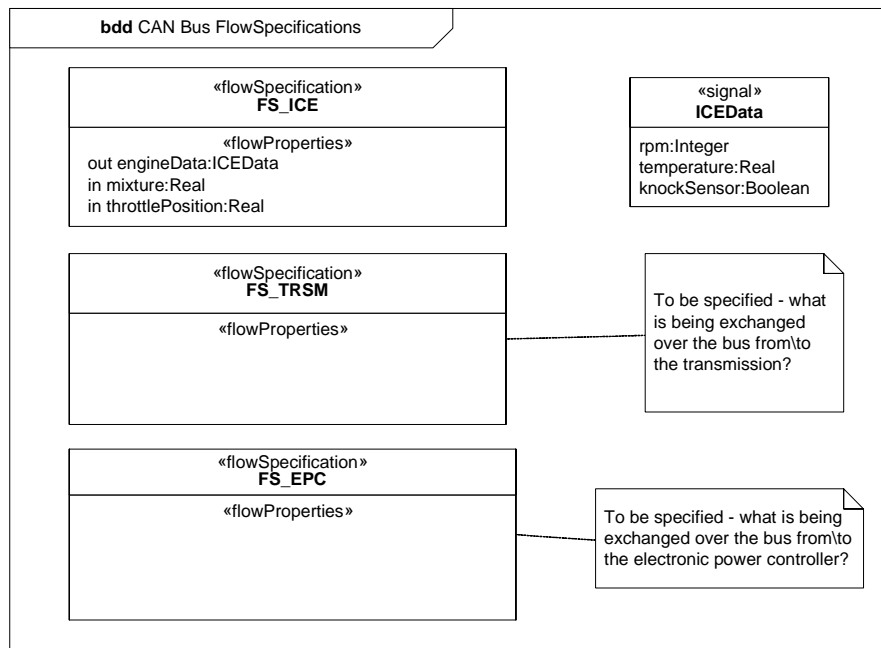 bdd CAN Bus FlowSpecifications
«flowSpecification»
FS_ICE
«flowProperties»
out engineData:ICEData
in mixture:Real
in throttlePosition:Real
«signal»
ICEData
rpm:Integer
temperature:Real
knockSensor:Boolean
«flowSpecification»
FS_TRSM
«flowProperties»
To be specified - what
is being exchanged
over the bus from\to
the transmission?
«flowSpecification»
FS_EPC
«flowProperties»
To be specified - what is being
exchanged over the bus from\to
the electronic power controller?